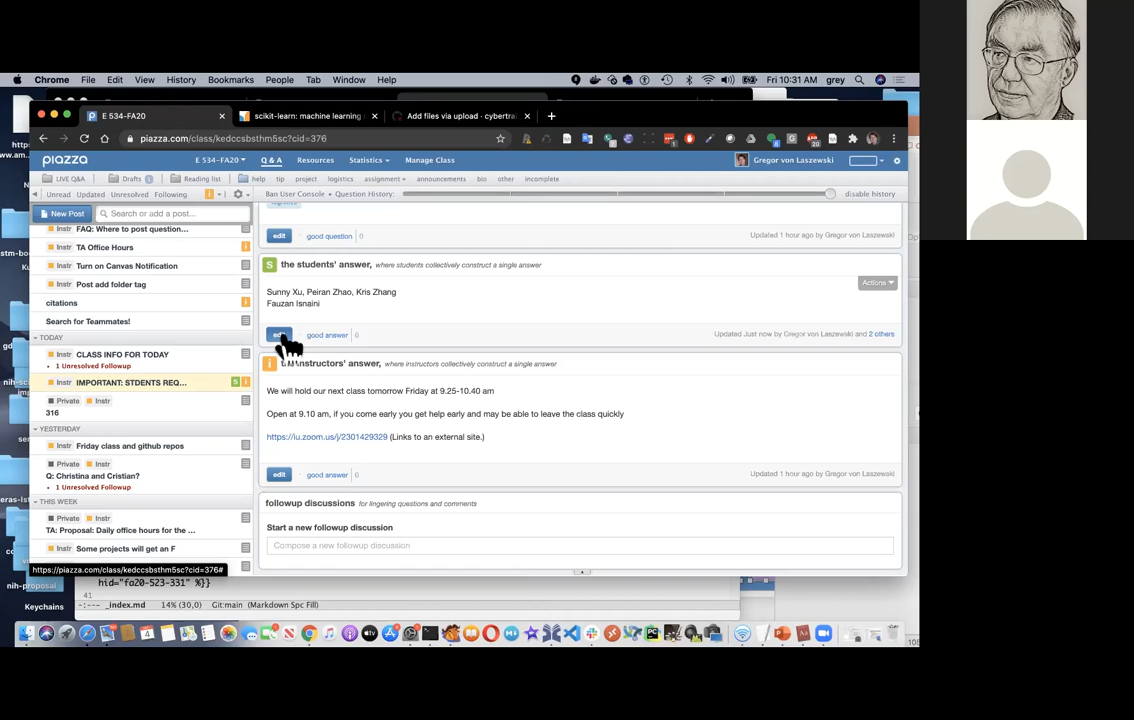 Chrome File Edit View History Bookmarks People Tab Window Help
Fri 10:31 AM grey
E 534-FA20
scikit-learn: machine learning
Add files via upload · cybertra
piazza.com/class/kedccsbsthm5sc?cid=376
piazza
E 534-FA20
Q & A
Resources
Statistics
Manage Class
Gregor von Laszewski
LIVE Q&A
Drafts
Reading list
help
tip
project
logistics
assignment
announcements
bio
other
incomplete
Unread Updated Unresolved Following
Ban User Console
Question History:
disable history
New Post
Search or add a post...
Instr FAQ: Where to post question...
Instr TA Office Hours
Instr Turn on Canvas Notification
Instr Post add folder tag
citations
Instr Search for Teammates!
TODAY
Instr CLASS INFO FOR TODAY
1 Unresolved Followup
Instr IMPORTANT: STDENTS REQ...
S i
Private Instr
316
YESTERDAY
Instr Friday class and github repos
Private Instr
Q: Christina and Cristian?
1 Unresolved Followup
THIS WEEK
Private Instr
TA: Proposal: Daily office hours for the ...
Instr Some projects will get an F
https://piazza.com/class/kedccsbsthm5sc?cid=376#
logistics
edit good question 0
Updated 1 hour ago by Gregor von Laszewski
S the students' answer, where students collectively construct a single answer
Actions
Sunny Xu, Peiran Zhao, Kris Zhang
Fauzan Isnaini
good answer 0
Updated Just now by Gregor von Laszewski and 2 others
i instructors' answer, where instructors collectively construct a single answer
We will hold our next class tomorrow Friday at 9.25-10.40 am
Open at 9.10 am, if you come early you get help early and may be able to leave the class quickly
https://iu.zoom.us/j/2301429329 (Links to an external site.)
edit good answer 0
Updated 1 hour ago by Gregor von Laszewski
followup discussions for lingering questions and comments
Start a new followup discussion
Compose a new followup discussion
nih-proposal
Keychains
hid="fa20-523-331" %}}
41
-:--- _index.md 14% (30,0) Git:main (Markdown Spc Fill)